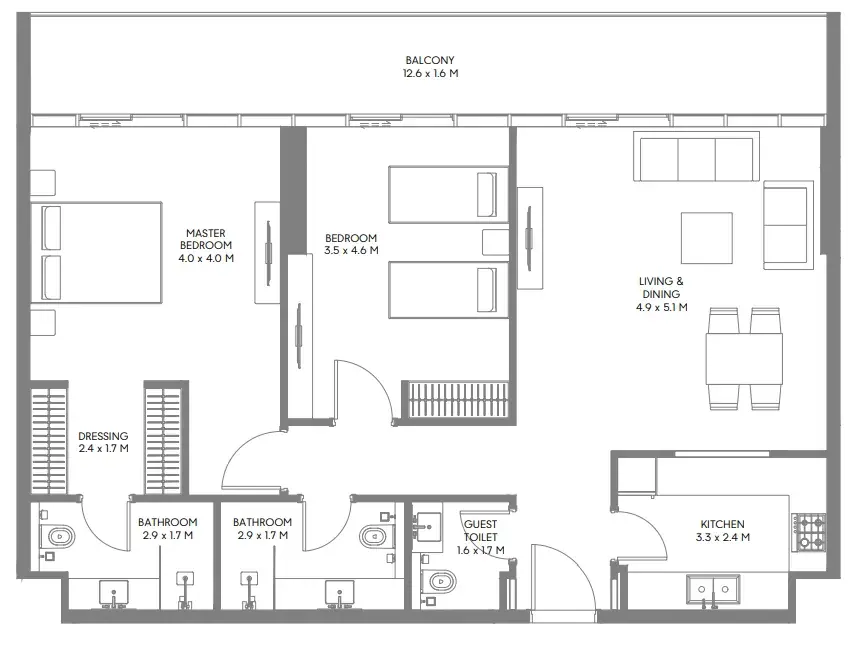 BALCONY
12.6 x 1.6 M
MASTER
BEDROOM
4.0 x 4.0 M
BEDROOM
3.5 x 4.6 M
LIVING &
DINING
4.9 x 5.1 M
DRESSING
2.4 x 1.7 M
BATHROOM
2.9 x 1.7 M
BATHROOM
2.9 x 1.7 M
GUEST
TOILET
1.6 x 1.7 M
KITCHEN
3.3 x 2.4 M